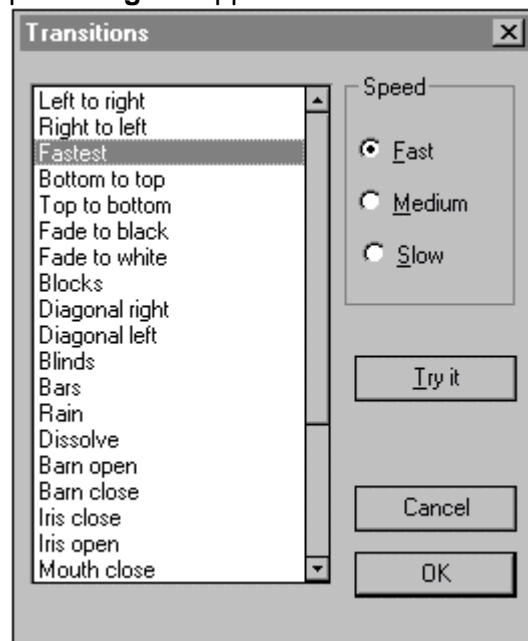 Transitions
Left to right
Right to left
Fastest
Bottom to top
Top to bottom
Fade to black
Fade to white
Blocks
Diagonal right
Diagonal left
Blinds
Bars
Rain
Dissolve
Barn open
Barn close
Iris close
Iris open
Mouth close
Speed
Fast
Medium
Slow
Try it
Cancel
OK